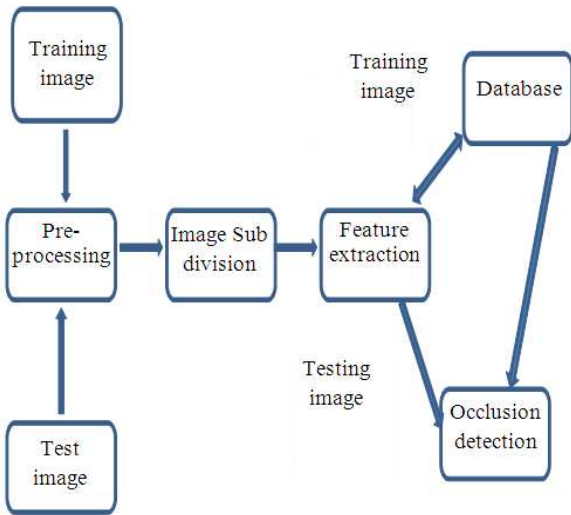 Training
image
Training
image
Database
Pre-
processing
Image Sub
division
Feature
extraction
Testing
image
Occlusion
detection
Test
image